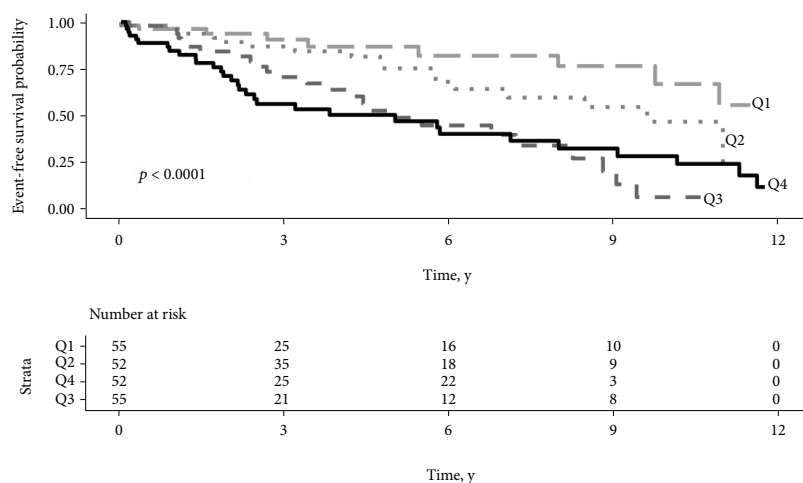 Event-free survival probability
1.00
0.75
0.50
0.25
0.00
p < 0.0001
Q1
Q2
Q4
Q3
0 3 6 9 12
Time, y
Number at risk
Strata
Q1 55 25 16 10 0
Q2 52 35 18 9 0
Q4 52 25 22 3 0
Q3 55 21 12 8 0
0 3 6 9 12
Time, y